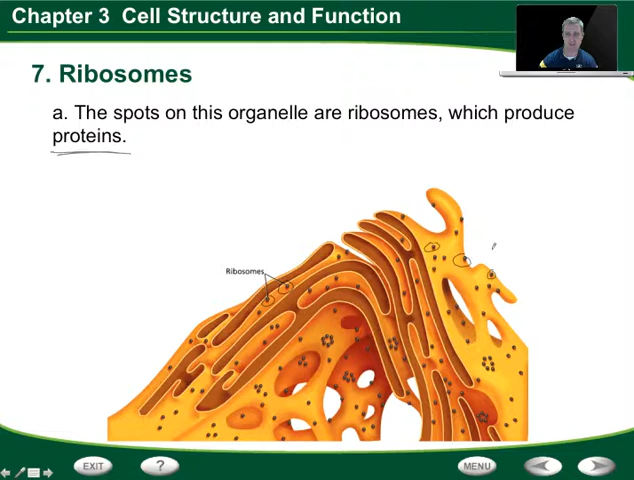 Chapter 3  Cell Structure and Function
7. Ribosomes
a. The spots on this organelle are ribosomes, which produce
proteins.
Ribosomes
EXIT
?
MENU